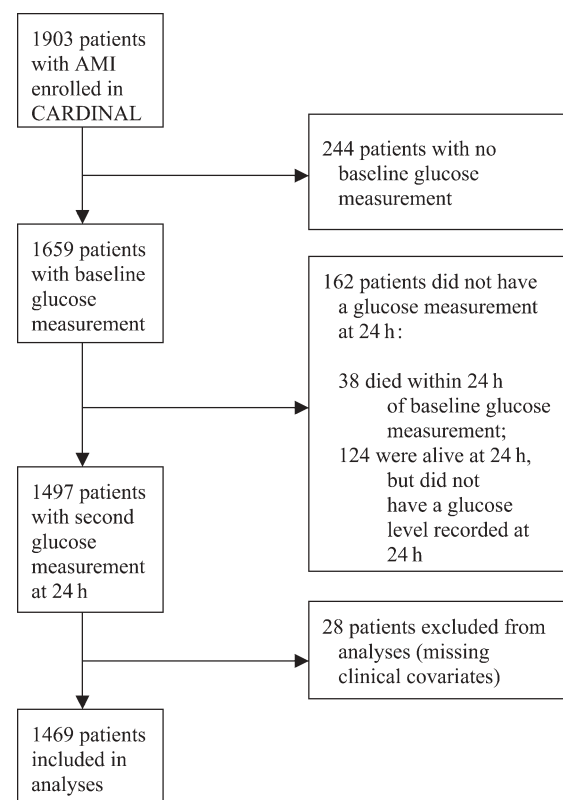 1903 patients
with AMI
enrolled in
CARDINAL
244 patients with no
baseline glucose
measurement
1659 patients
with baseline
glucose
measurement
162 patients did not have
a glucose measurement
at 24 h:
38 died within 24 h
of baseline glucose
measurement;
124 were alive at 24 h,
but did not
have a glucose
level recorded at
24 h
1497 patients
with second
glucose
measurement
at 24 h
28 patients excluded from
analyses (missing
clinical covariates)
1469 patients
included in
analyses